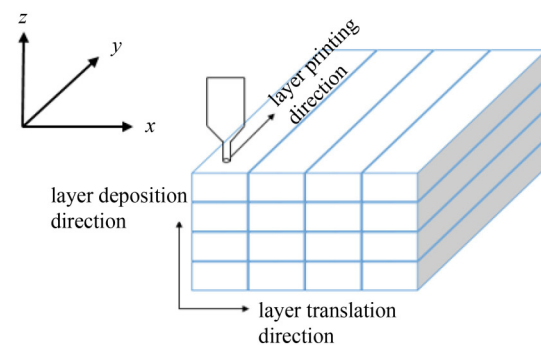 z
y
x
layer printing
direction
layer deposition
direction
layer translation
direction